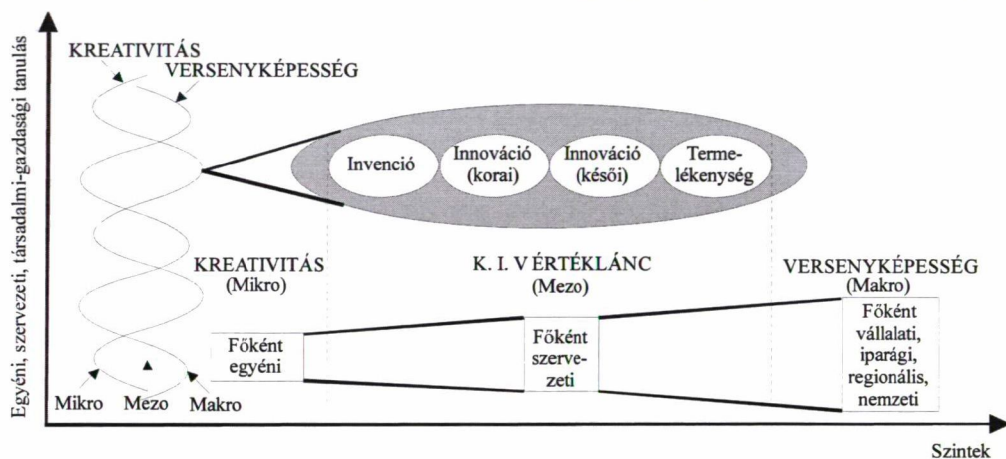 Egyéni, szervezeti, társadalmi-gazdasági tanulás
KREATIVITÁS
VERSENYKÉPESSÉG
Invenció
Innováció
(korai)
Innováció
(késői)
Terme-
lékenység
KREATIVITÁS
(Mikro)
K. I. V ÉRTÉKLÁNC
(Mezo)
VERSENYKÉPESSÉG
(Makro)
Főként
egyéni
Főként
szerve-
zeti
Főként
vállalati,
iparági,
regionális,
nemzeti
Mikro
Mezo
Makro
Szintek